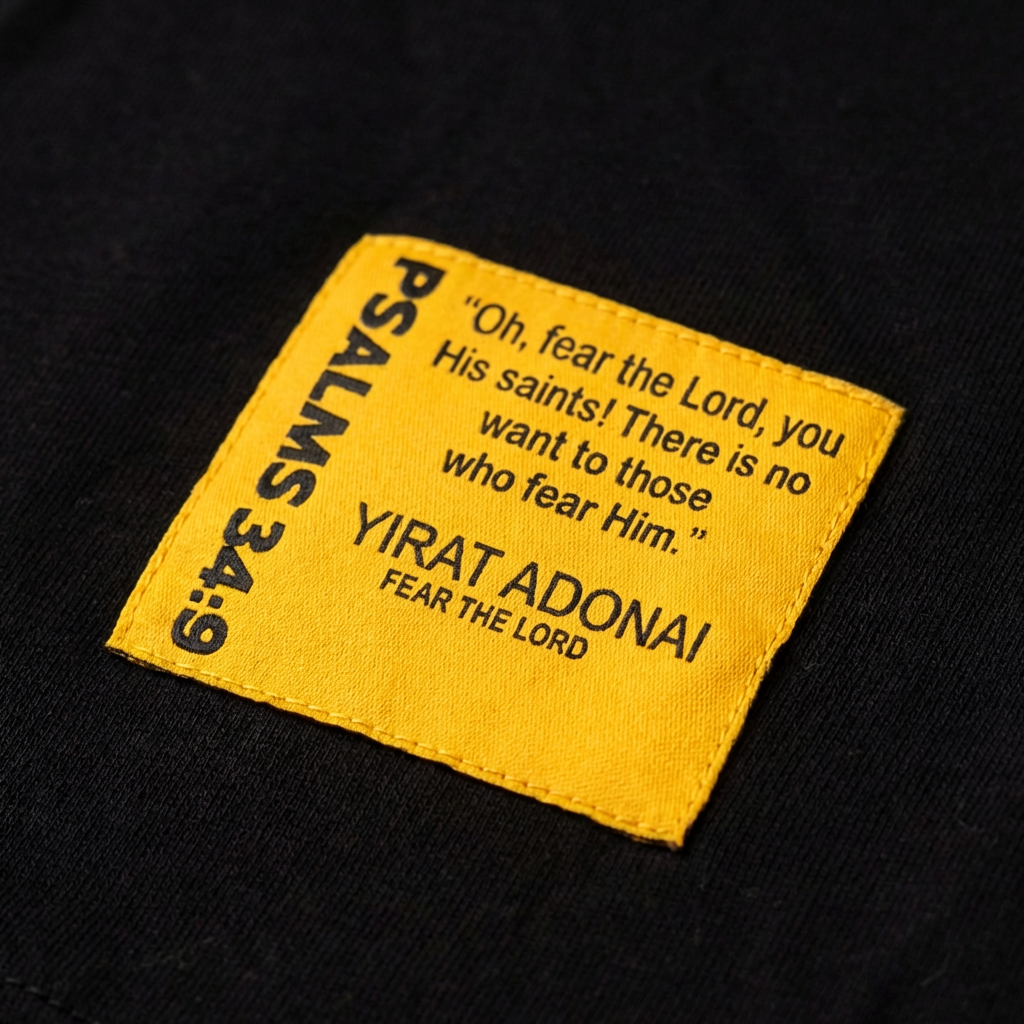 PSALMS 34:9
"Oh, fear the Lord, you
His saints! There is no
want to those
who fear Him."
YIRAT ADONAI
FEAR THE LORD